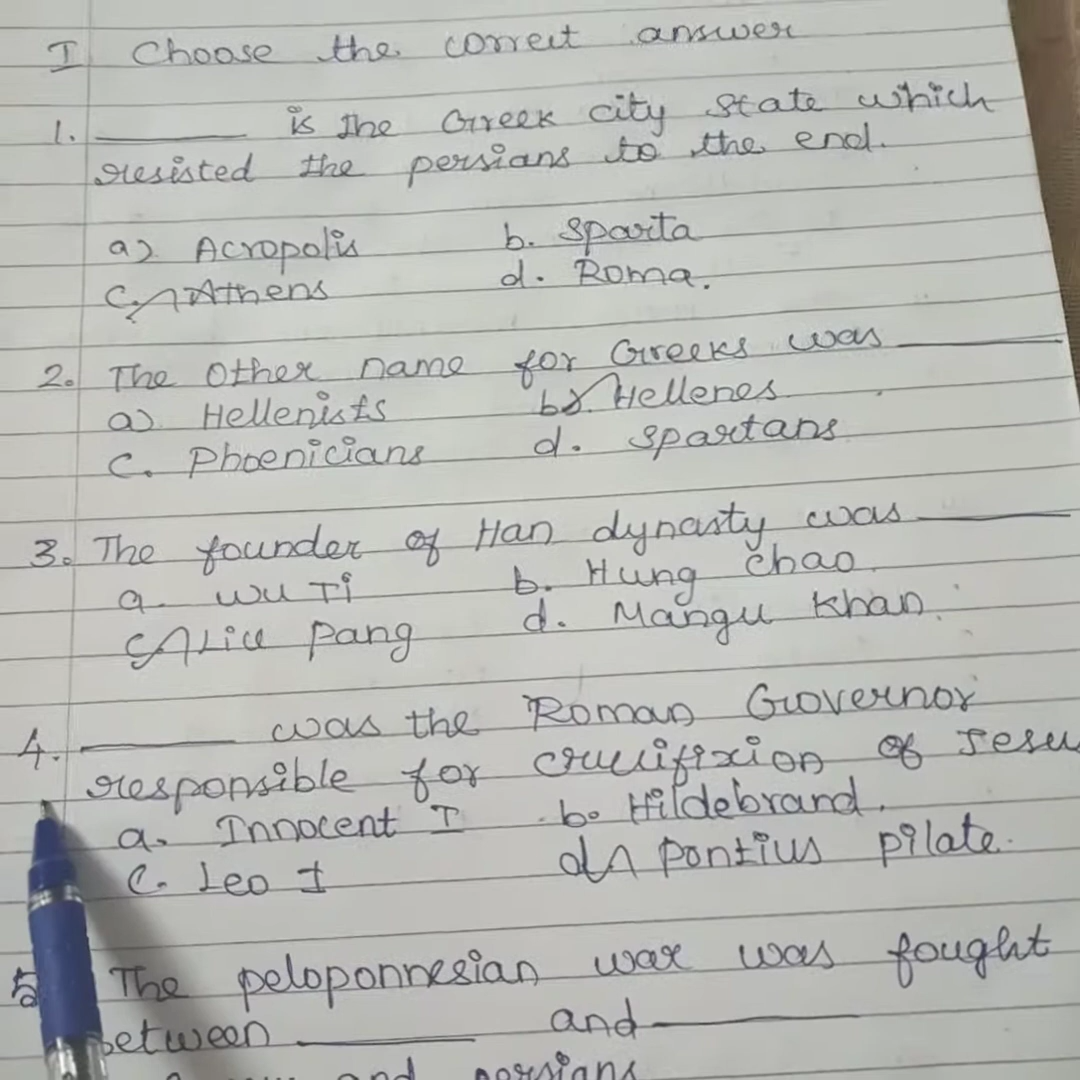 I Choose the correct answer
1. ______ is the Greek city state which
resisted the persians to the end.
a) Acropolis b. Sparta
c. Athens d. Roma.
2. The other name for Greeks was ______
a) Hellenists b) Hellenes
c. Phoenicians d. Spartans
3. The founder of Han dynasty was ______
a. Wu Ti b. Hung Chao
c Liu Pang d. Mangu Khan.
4. ______ was the Roman Governor
responsible for crucifixion of Jesu
a. Innocent I b. Hildebrand.
c. Leo I d pontius pilate.
5 The peloponnesian war was fought
between ______ and ______
and persians